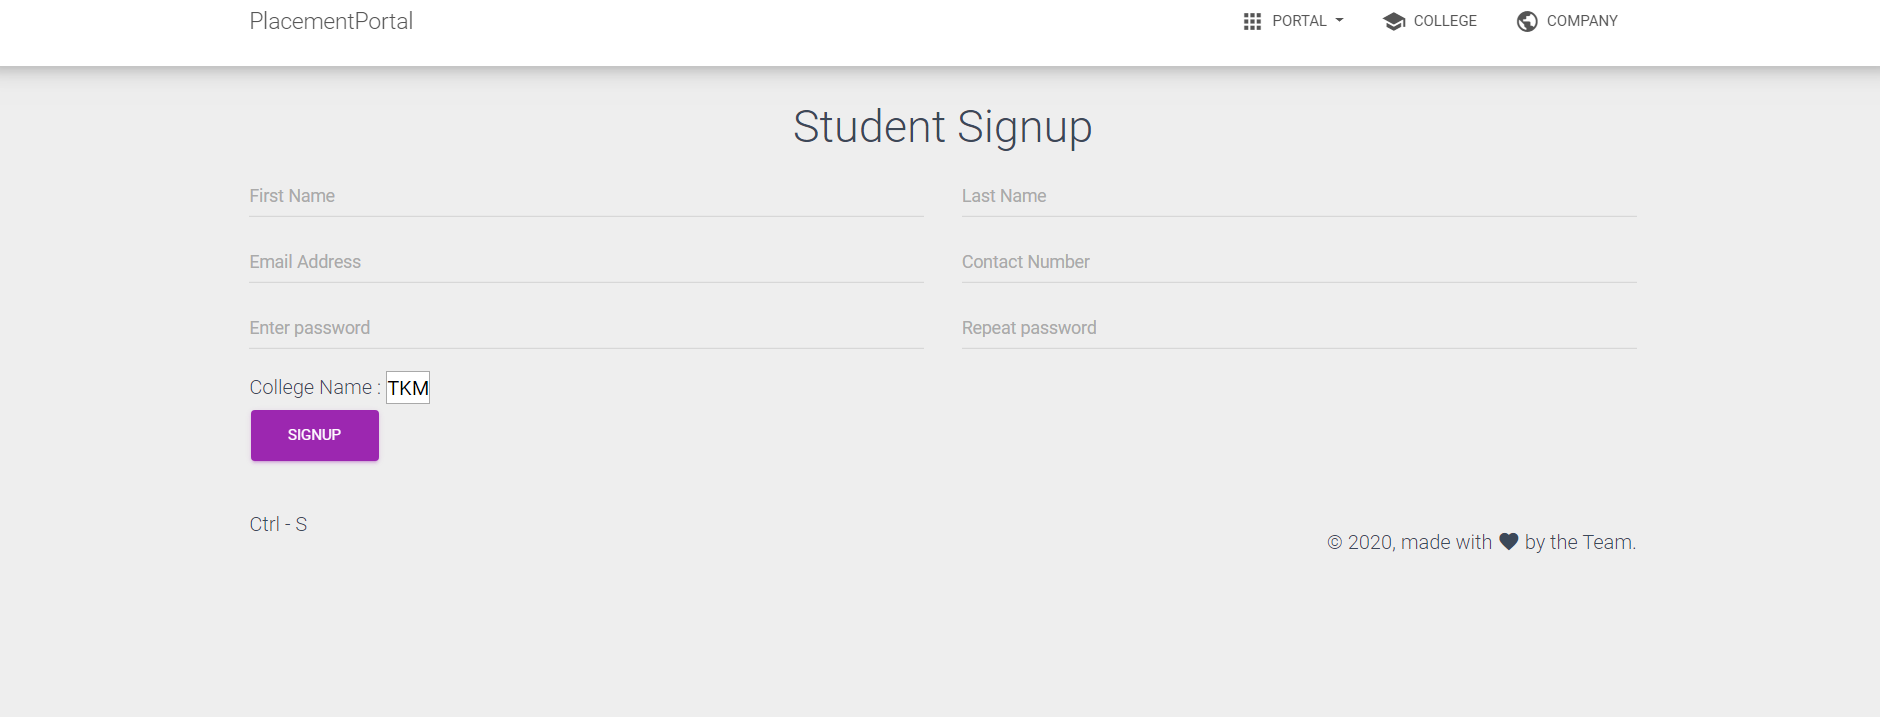 PlacementPortal
PORTAL
COLLEGE
COMPANY
Student Signup
First Name
Last Name
Email Address
Contact Number
Enter password
Repeat password
College Name : TKM
SIGNUP
Ctrl - S
© 2020, made with ♥ by the Team.